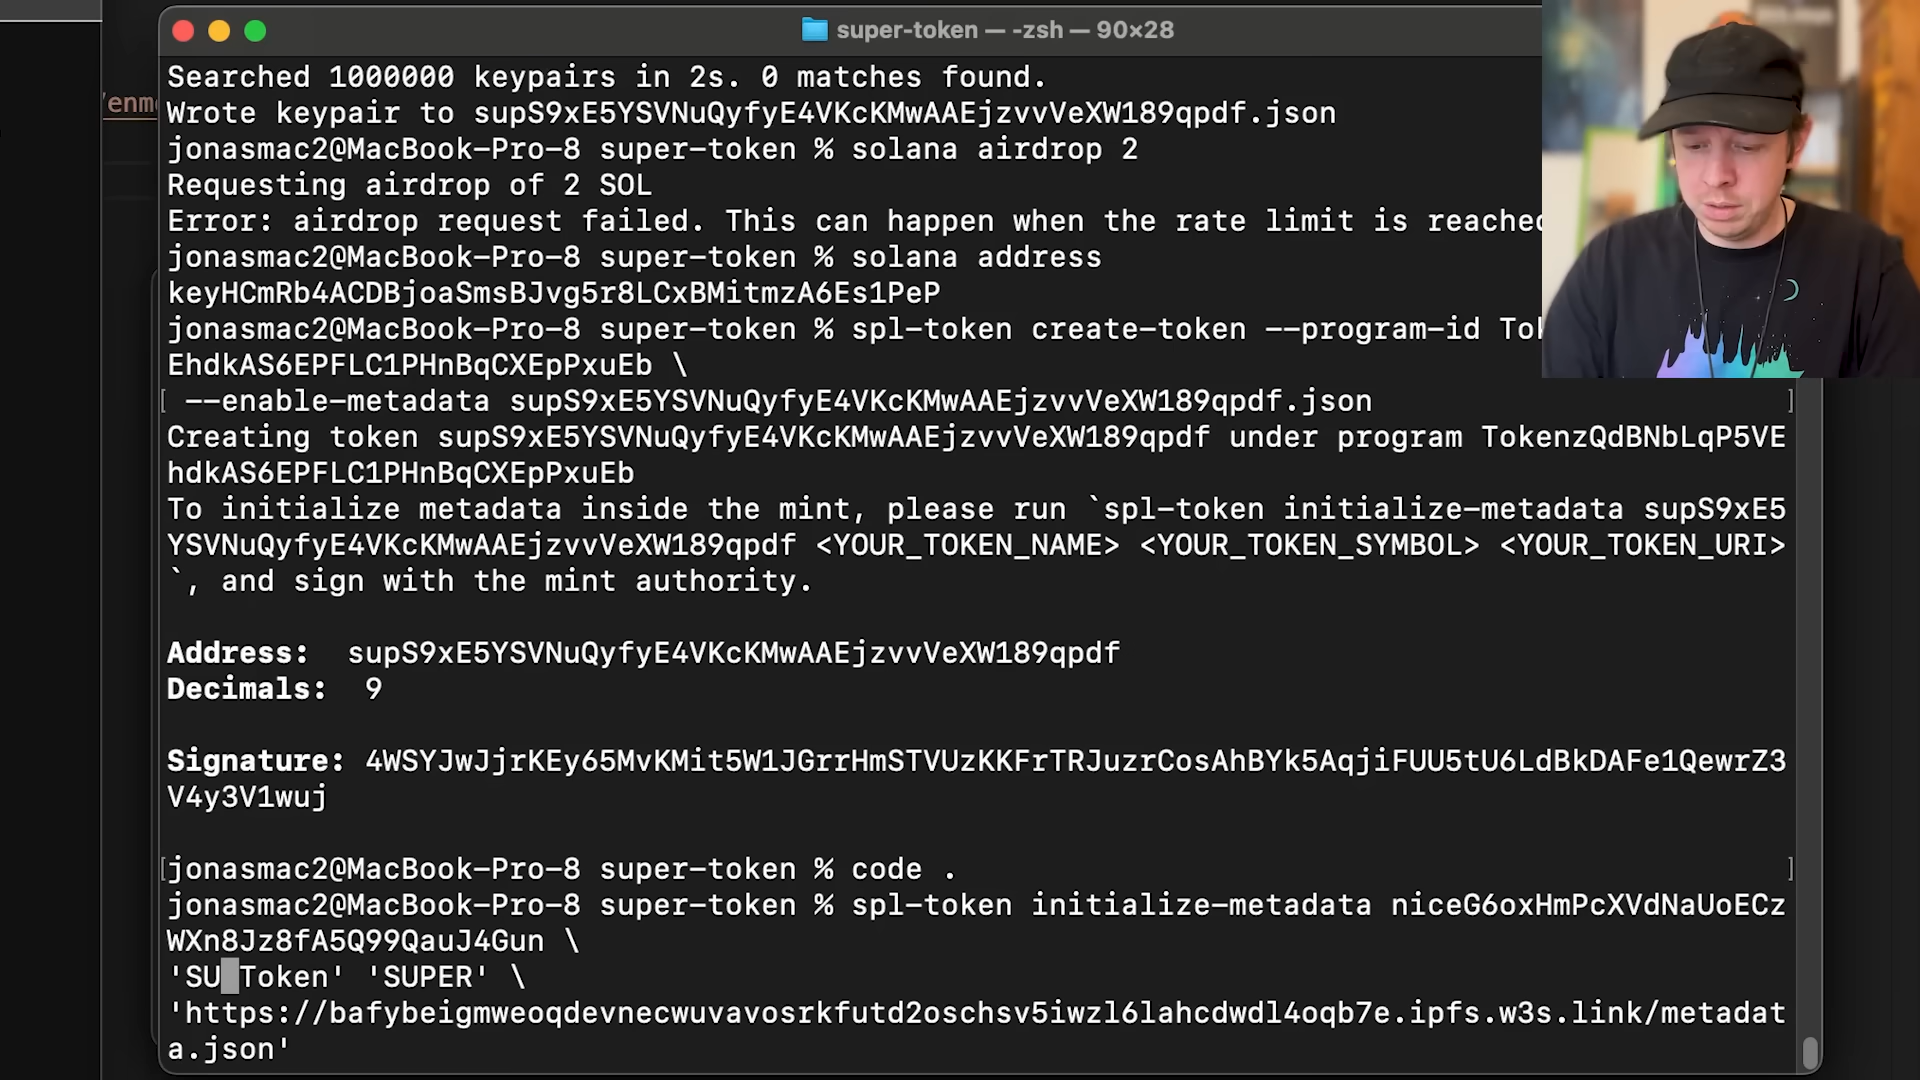 super-token — -zsh — 90×28
Searched 1000000 keypairs in 2s. 0 matches found.
'enm
Wrote keypair to supS9xE5YSVNuQyfyE4VKcKMwAAEjzvvVeXW189qpdf.json
jonasmac2@MacBook-Pro-8 super-token % solana airdrop 2
Requesting airdrop of 2 SOL
Error: airdrop request failed. This can happen when the rate limit is reached
jonasmac2@MacBook-Pro-8 super-token % solana address
keyHCmRb4ACDBjoaSmsBJvg5r8LCxBMitmzA6Es1PeP
jonasmac2@MacBook-Pro-8 super-token % spl-token create-token --program-id Tok
EhdkAS6EPFLC1PHnBqCXEpPxuEb \
[ --enable-metadata supS9xE5YSVNuQyfyE4VKcKMwAAEjzvvVeXW189qpdf.json ]
Creating token supS9xE5YSVNuQyfyE4VKcKMwAAEjzvvVeXW189qpdf under program TokenzQdBNbLqP5VE
hdkAS6EPFLC1PHnBqCXEpPxuEb
To initialize metadata inside the mint, please run `spl-token initialize-metadata supS9xE5
YSVNuQyfyE4VKcKMwAAEjzvvVeXW189qpdf <YOUR_TOKEN_NAME> <YOUR_TOKEN_SYMBOL> <YOUR_TOKEN_URI>
`, and sign with the mint authority.
Address:  supS9xE5YSVNuQyfyE4VKcKMwAAEjzvvVeXW189qpdf
Decimals:  9
Signature: 4WSYJwJjrKEy65MvKMit5W1JGrrHmSTVUzKKFrTRJuzrCosAhBYk5AqjiFUU5tU6LdBkDAFe1QewrZ3
V4y3V1wuj
[jonasmac2@MacBook-Pro-8 super-token % code . ]
jonasmac2@MacBook-Pro-8 super-token % spl-token initialize-metadata niceG6oxHmPcXVdNaUoECz
WXn8Jz8fA5Q99QauJ4Gun \
'SU Token' 'SUPER' \
'https://bafybeigmweoqdevnecwuvavosrkfutd2oschsv5iwzl6lahcdwdl4oqb7e.ipfs.w3s.link/metadat
a.json'